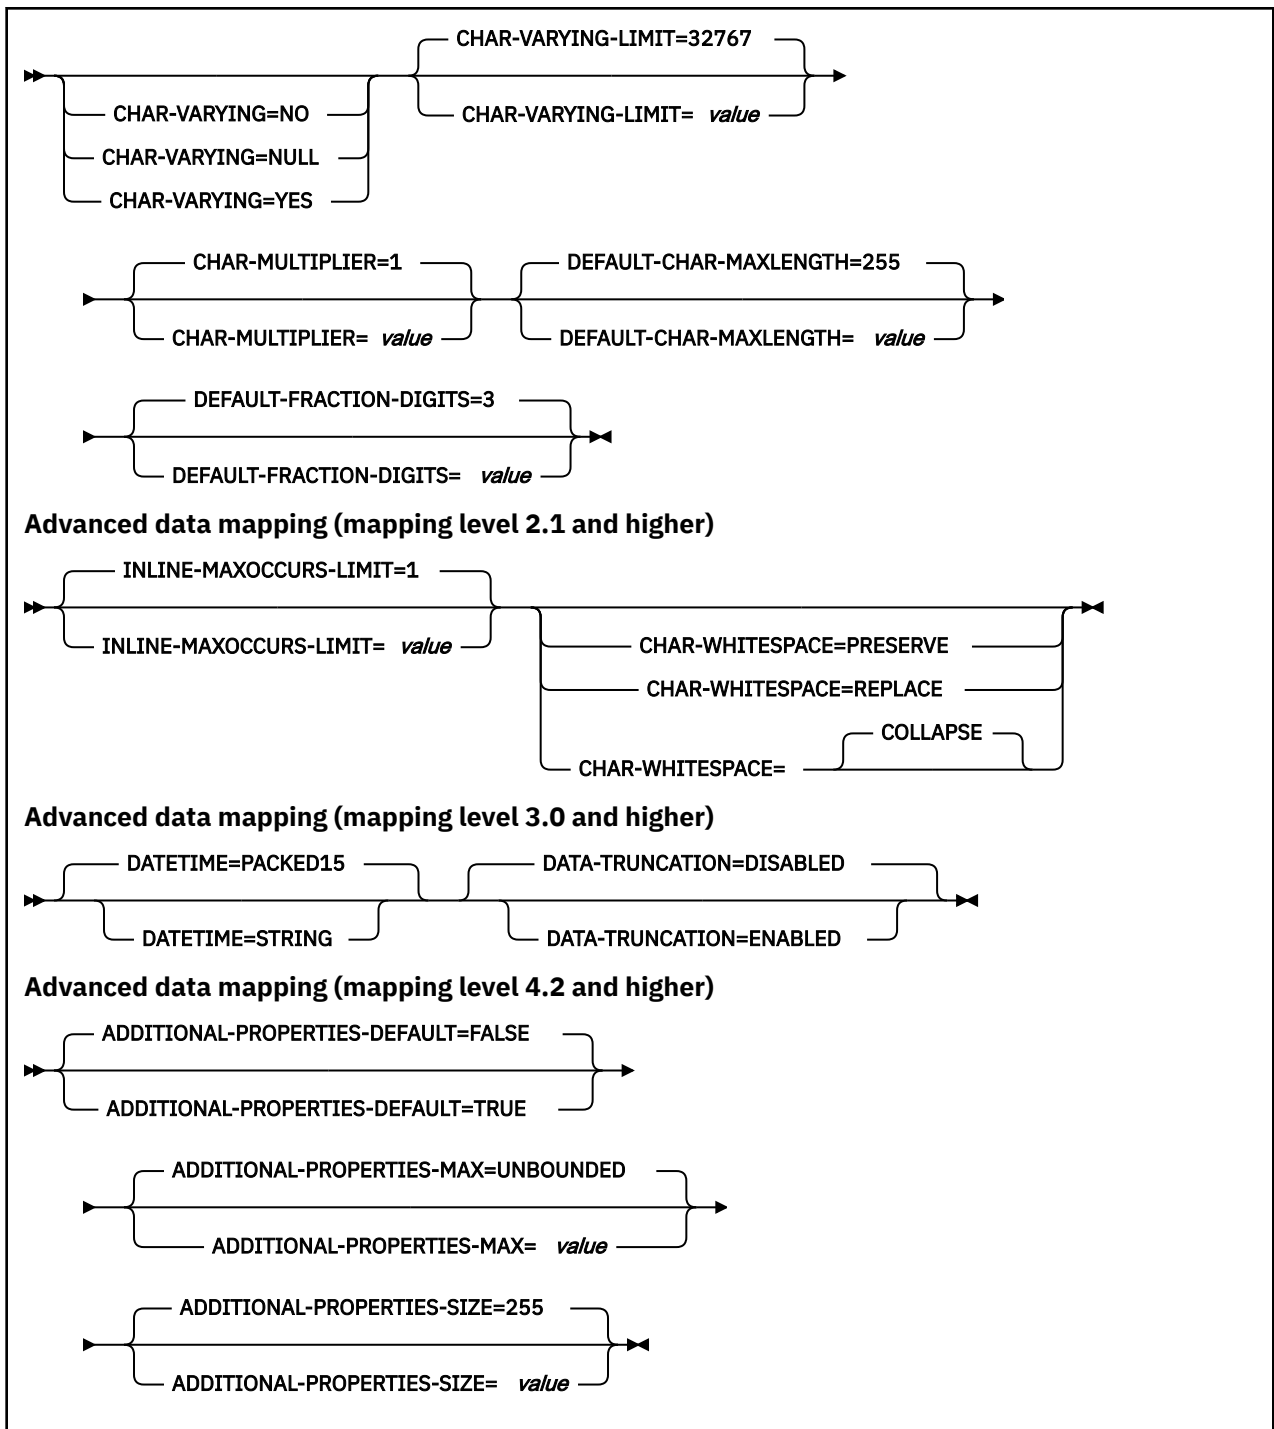 CHAR-VARYING-LIMIT=32767
CHAR-VARYING=NO
CHAR-VARYING-LIMIT= value
CHAR-VARYING=NULL
CHAR-VARYING=YES
CHAR-MULTIPLIER=1
DEFAULT-CHAR-MAXLENGTH=255
CHAR-MULTIPLIER= value
DEFAULT-CHAR-MAXLENGTH= value
DEFAULT-FRACTION-DIGITS=3
DEFAULT-FRACTION-DIGITS= value
Advanced data mapping (mapping level 2.1 and higher)
INLINE-MAXOCCURS-LIMIT=1
INLINE-MAXOCCURS-LIMIT= value
CHAR-WHITESPACE=PRESERVE
CHAR-WHITESPACE=REPLACE
COLLAPSE
CHAR-WHITESPACE=
Advanced data mapping (mapping level 3.0 and higher)
DATETIME=PACKED15
DATA-TRUNCATION=DISABLED
DATETIME=STRING
DATA-TRUNCATION=ENABLED
Advanced data mapping (mapping level 4.2 and higher)
ADDITIONAL-PROPERTIES-DEFAULT=FALSE
ADDITIONAL-PROPERTIES-DEFAULT=TRUE
ADDITIONAL-PROPERTIES-MAX=UNBOUNDED
ADDITIONAL-PROPERTIES-MAX= value
ADDITIONAL-PROPERTIES-SIZE=255
ADDITIONAL-PROPERTIES-SIZE= value